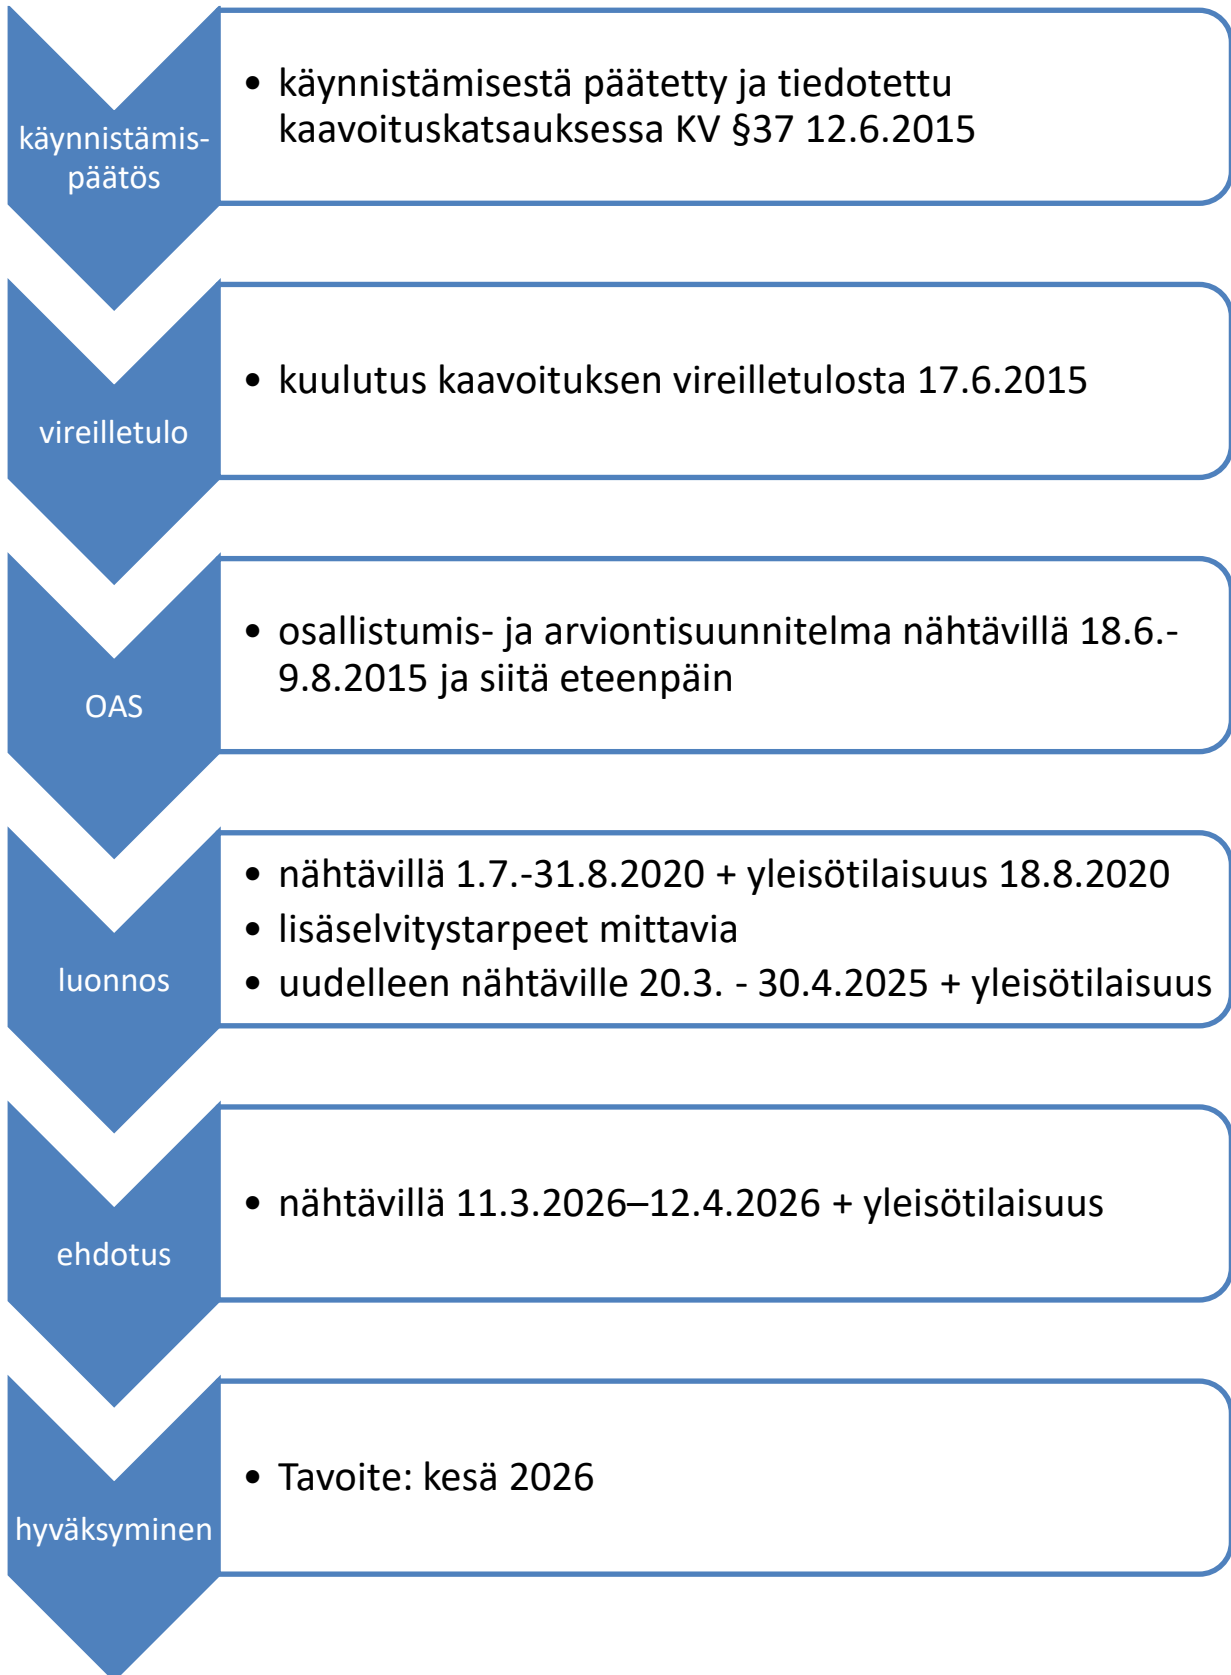 käynnistämis-
päätös
• käynnistämisestä päätetty ja tiedotettu
kaavoituskatsauksessa KV §37 12.6.2015
vireilletulo
• kuulutus kaavoituksen vireilletulosta 17.6.2015
OAS
• osallistumis- ja arviontisuunnitelma nähtävillä 18.6.-
9.8.2015 ja siitä eteenpäin
luonnos
• nähtävillä 1.7.-31.8.2020 + yleisötilaisuus 18.8.2020
• lisäselvitystarpeet mittavia
• uudelleen nähtäville 20.3. - 30.4.2025 + yleisötilaisuus
ehdotus
• nähtävillä 11.3.2026–12.4.2026 + yleisötilaisuus
hyväksyminen
• Tavoite: kesä 2026